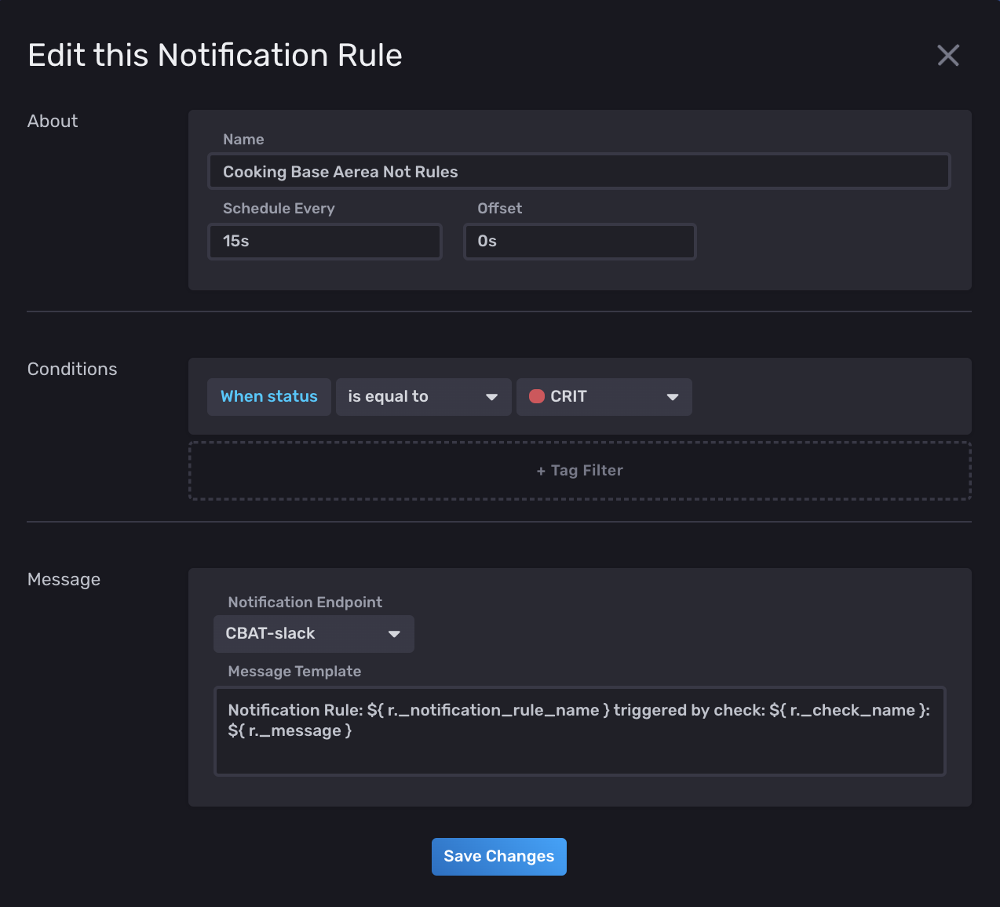 Edit this Notification Rule
About
Name
Cooking Base Aerea Not Rules
Schedule Every
Offset
15s
0s
Conditions
When status
is equal to
CRIT
+ Tag Filter
Message
Notification Endpoint
CBAT-slack
Message Template
Notification Rule: ${ r._notification_rule_name } triggered by check: ${ r._check_name }:
${ r._message }
Save Changes